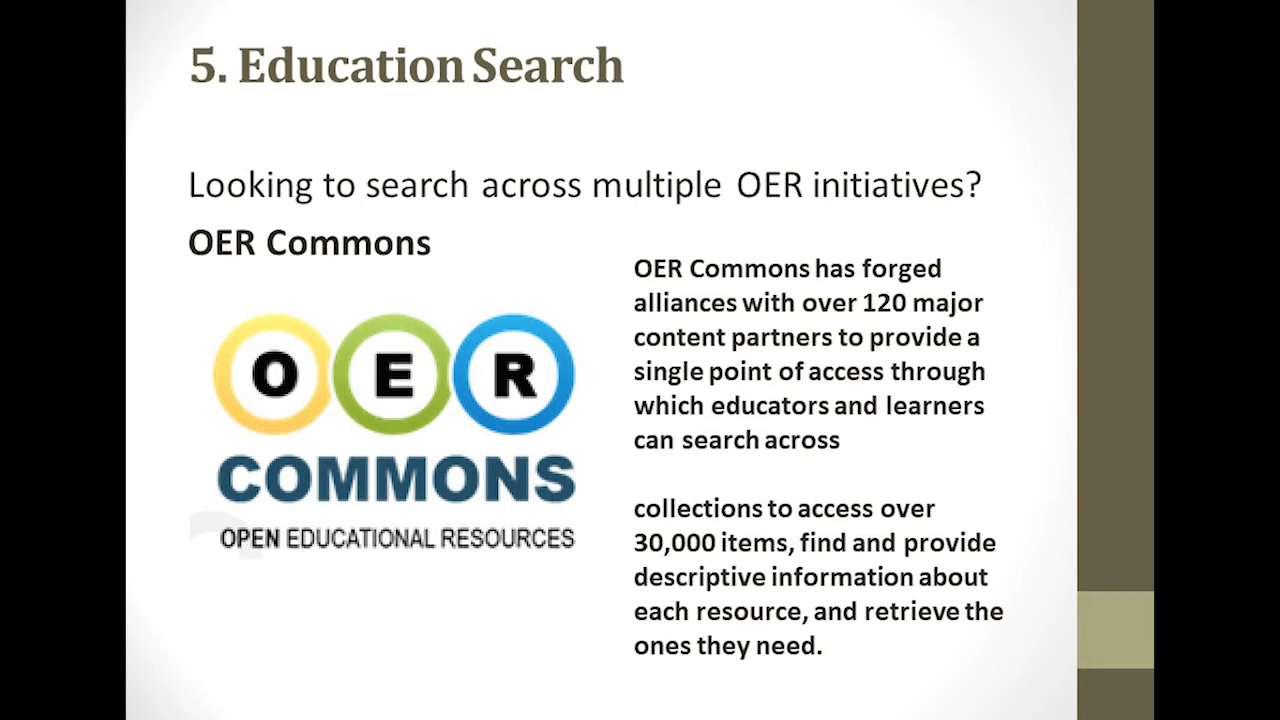 5. Education Search
Looking to search across multiple OER initiatives?
OER Commons
O E R
COMMONS
OPEN EDUCATIONAL RESOURCES
OER Commons has forged
alliances with over 120 major
content partners to provide a
single point of access through
which educators and learners
can search across
collections to access over
30,000 items, find and provide
descriptive information about
each resource, and retrieve the
ones they need.